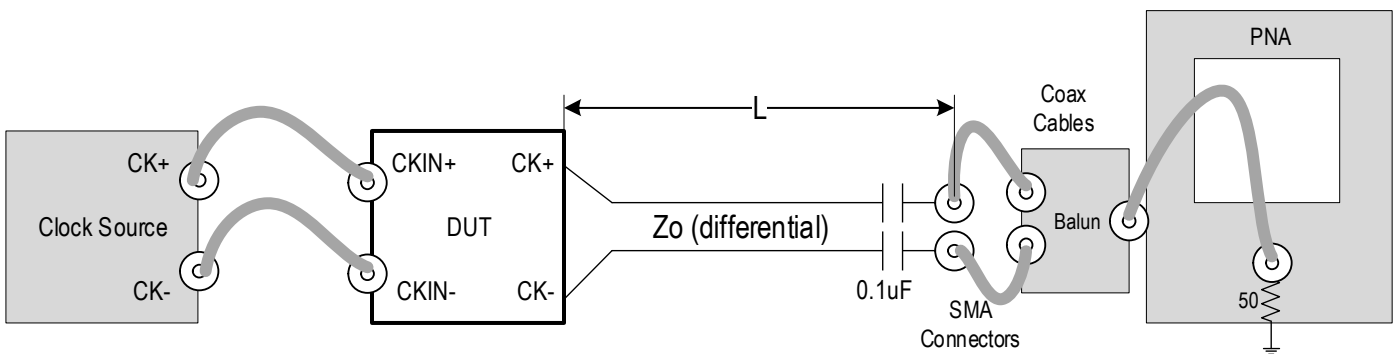 PNA
Coax
Cables
L
CK+
CKIN+
CK+
Clock Source
DUT
Zo (differential)
Balun
CK-
CKIN-
CK-
0.1uF
SMA
Connectors
50